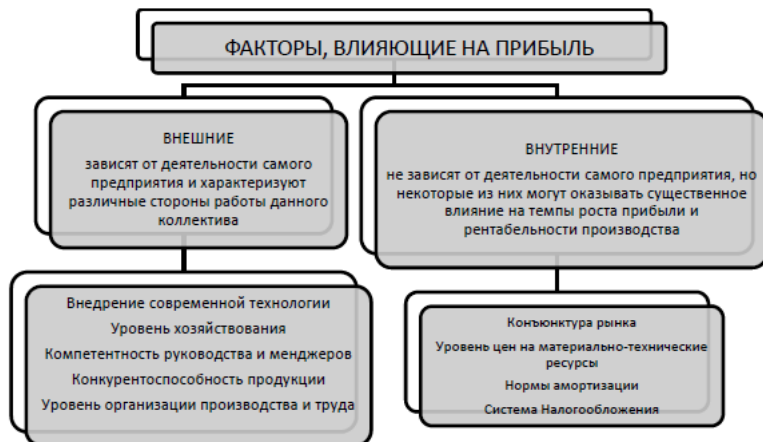 ФАКТОРЫ, ВЛИЯЮЩИЕ НА ПРИБЫЛЬ
ВНЕШНИЕ
зависят от деятельности самого
предприятия и характеризуют
различные стороны работы данного
коллектива
ВНУТРЕННИЕ
не зависят от деятельности самого предприятия, но
некоторые из них могут оказывать существенное
влияние на темпы роста прибыли и
рентабельности производства
Внедрение современной технологии
Уровень хозяйствования
Компетентность руководства и менджеров
Конкурентоспособность продукции
Уровень организации производства и труда
Конъюнктура рынка
Уровень цен на материально-технические
ресурсы
Нормы амортизации
Система Налогообложения